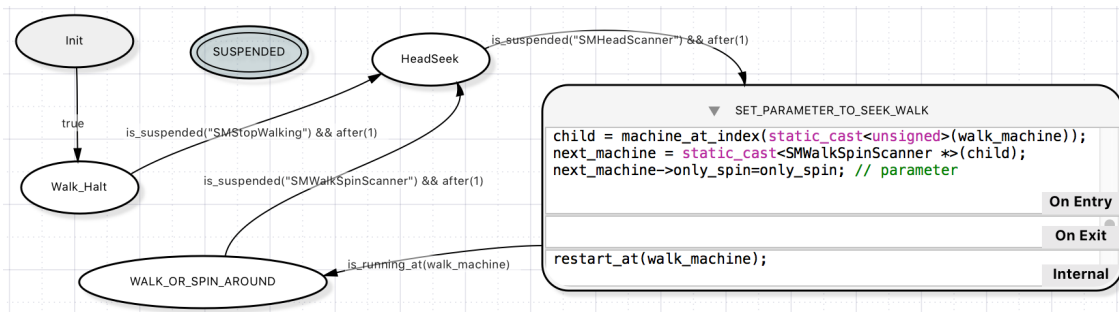 Init
SUSPENDED
HeadSeek
is_suspended("SMHeadScanner") && after(1)
true
is_suspended("SMStopWalking") && after(1)
Walk_Halt
is_suspended("SMWalkSpinScanner") && after(1)
WALK_OR_SPIN_AROUND
is_running_at(walk_machine)
▼ SET_PARAMETER_TO_SEEK_WALK
child = machine_at_index(static_cast<unsigned>(walk_machine));
next_machine = static_cast<SMWalkSpinScanner *>(child);
next_machine->only_spin=only_spin; // parameter
On Entry
On Exit
restart_at(walk_machine);
Internal